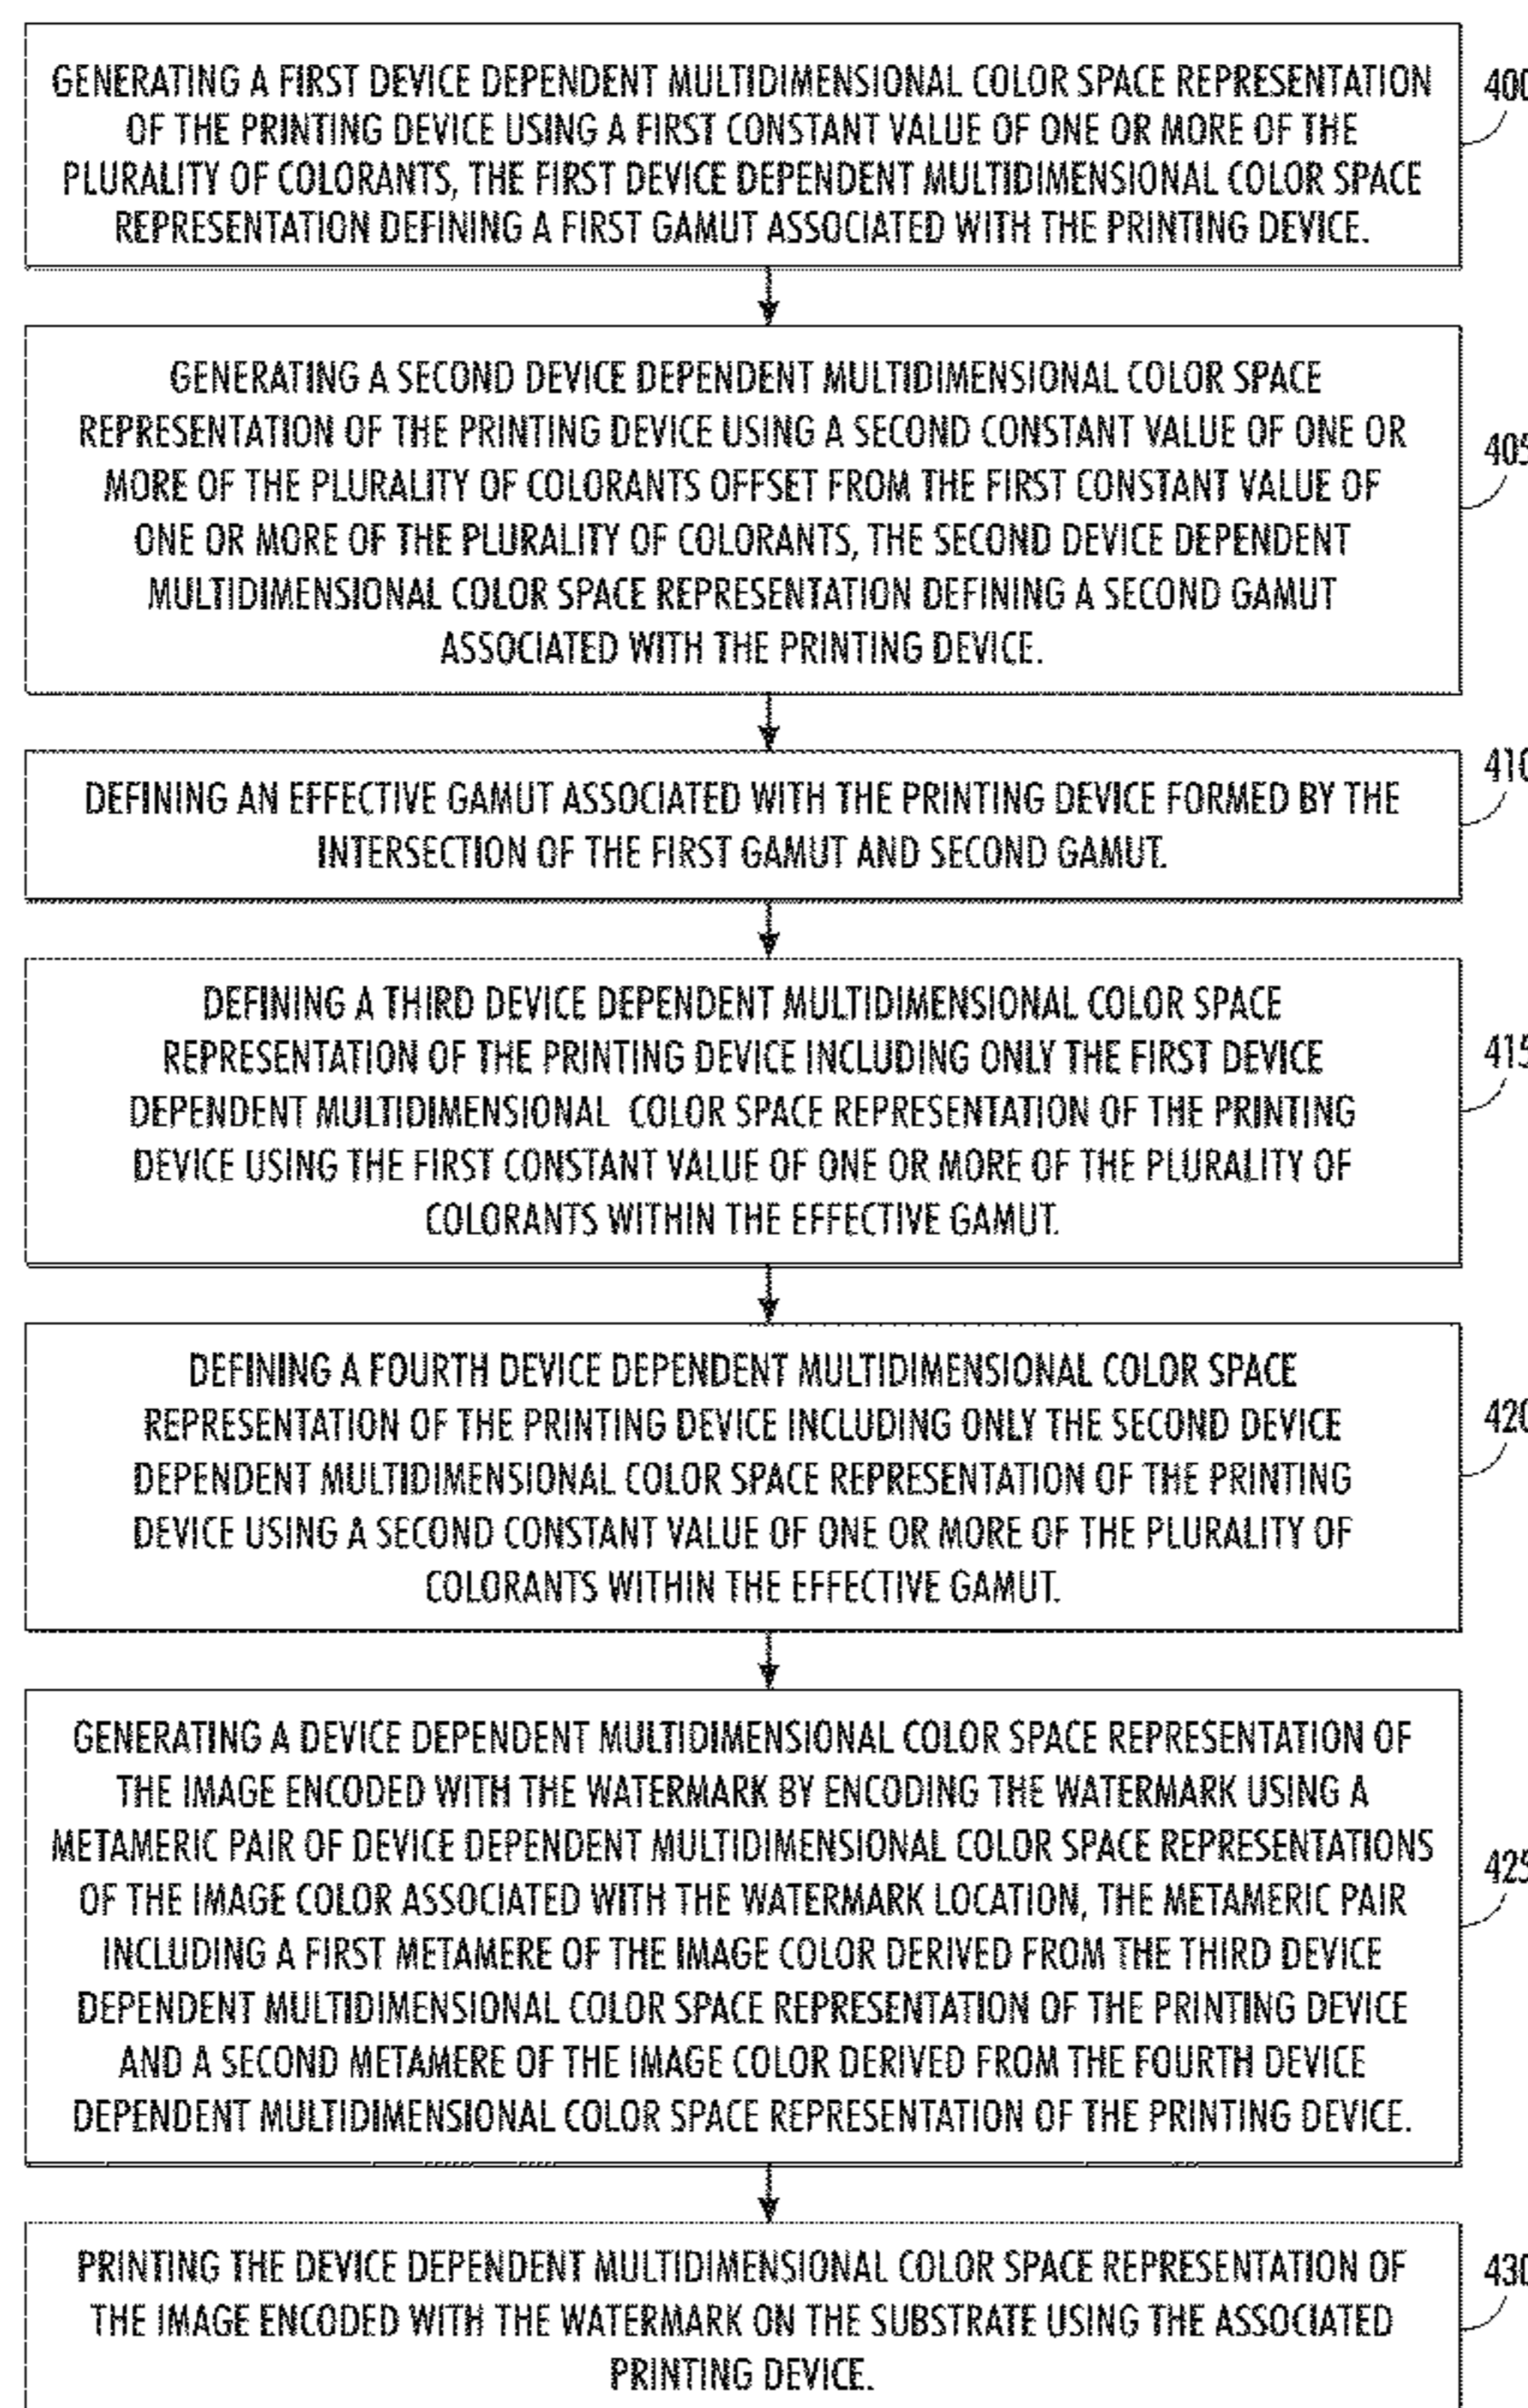 GENERATING A FIRST DEVICE DEPENDENT MULTIDIMENSIONAL COLOR SPACE REPRESENTATION
OF THE PRINTING DEVICE USING A FIRST CONSTANT VALUE OF ONE OR MORE OF THE
PLURALITY OF COLORANTS, THE FIRST DEVICE DEPENDENT MULTIDIMENSIONAL COLOR SPACE
REPRESENTATION DEFINING A FIRST GAMUT ASSOCIATED WITH THE PRINTING DEVICE.
400
GENERATING A SECOND DEVICE DEPENDENT MULTIDIMENSIONAL COLOR SPACE
REPRESENTATION OF THE PRINTING DEVICE USING A SECOND CONSTANT VALUE OF ONE OR
MORE OF THE PLURALITY OF COLORANTS OFFSET FROM THE FIRST CONSTANT VALUE OF
ONE OR MORE OF THE PLURALITY OF COLORANTS, THE SECOND DEVICE DEPENDENT
MULTIDIMENSIONAL COLOR SPACE REPRESENTATION DEFINING A SECOND GAMUT
ASSOCIATED WITH THE PRINTING DEVICE.
405
DEFINING AN EFFECTIVE GAMUT ASSOCIATED WITH THE PRINTING DEVICE FORMED BY THE
INTERSECTION OF THE FIRST GAMUT AND SECOND GAMUT.
410
DEFINING A THIRD DEVICE DEPENDENT MULTIDIMENSIONAL COLOR SPACE
REPRESENTATION OF THE PRINTING DEVICE INCLUDING ONLY THE FIRST DEVICE
DEPENDENT MULTIDIMENSIONAL COLOR SPACE REPRESENTATION OF THE PRINTING
DEVICE USING THE FIRST CONSTANT VALUE OF ONE OR MORE OF THE PLURALITY OF
COLORANTS WITHIN THE EFFECTIVE GAMUT.
415
DEFINING A FOURTH DEVICE DEPENDENT MULTIDIMENSIONAL COLOR SPACE
REPRESENTATION OF THE PRINTING DEVICE INCLUDING ONLY THE SECOND DEVICE
DEPENDENT MULTIDIMENSIONAL COLOR SPACE REPRESENTATION OF THE PRINTING
DEVICE USING A SECOND CONSTANT VALUE OF ONE OR MORE OF THE PLURALITY OF
COLORANTS WITHIN THE EFFECTIVE GAMUT.
420
GENERATING A DEVICE DEPENDENT MULTIDIMENSIONAL COLOR SPACE REPRESENTATION OF
THE IMAGE ENCODED WITH THE WATERMARK BY ENCODING THE WATERMARK USING A
METAMERIC PAIR OF DEVICE DEPENDENT MULTIDIMENSIONAL COLOR SPACE REPRESENTATIONS
OF THE IMAGE COLOR ASSOCIATED WITH THE WATERMARK LOCATION, THE METAMERIC PAIR
INCLUDING A FIRST METAMERE OF THE IMAGE COLOR DERIVED FROM THE THIRD DEVICE
DEPENDENT MULTIDIMENSIONAL COLOR SPACE REPRESENTATION OF THE PRINTING DEVICE
AND A SECOND METAMERE OF THE IMAGE COLOR DERIVED FROM THE FOURTH DEVICE
DEPENDENT MULTIDIMENSIONAL COLOR SPACE REPRESENTATION OF THE PRINTING DEVICE.
425
PRINTING THE DEVICE DEPENDENT MULTIDIMENSIONAL COLOR SPACE REPRESENTATION OF
THE IMAGE ENCODED WITH THE WATERMARK ON THE SUBSTRATE USING THE ASSOCIATED
PRINTING DEVICE.
430